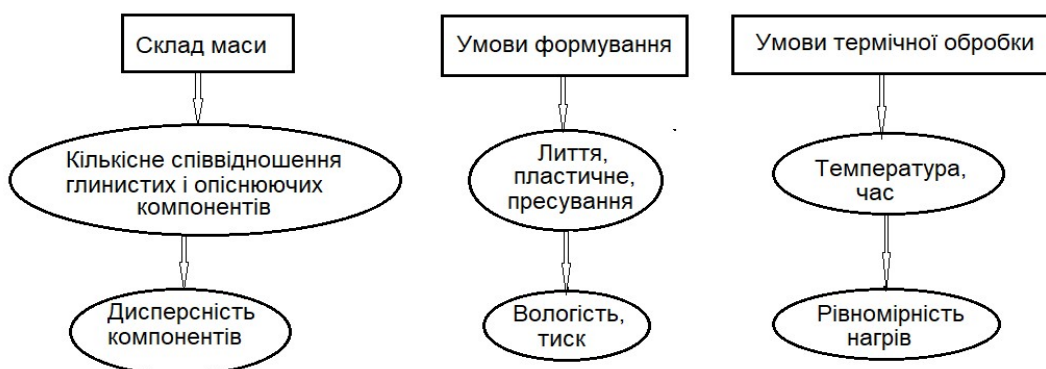 Склад маси
Умови формування
Умови термічної обробки
Кількісне співвідношення
глинистих і опіснюючих
компонентів
Лиття,
пластичне,
пресування
Температура,
час
Дисперсність
компонентів
Вологість,
тиск
Рівномірність
нагрів